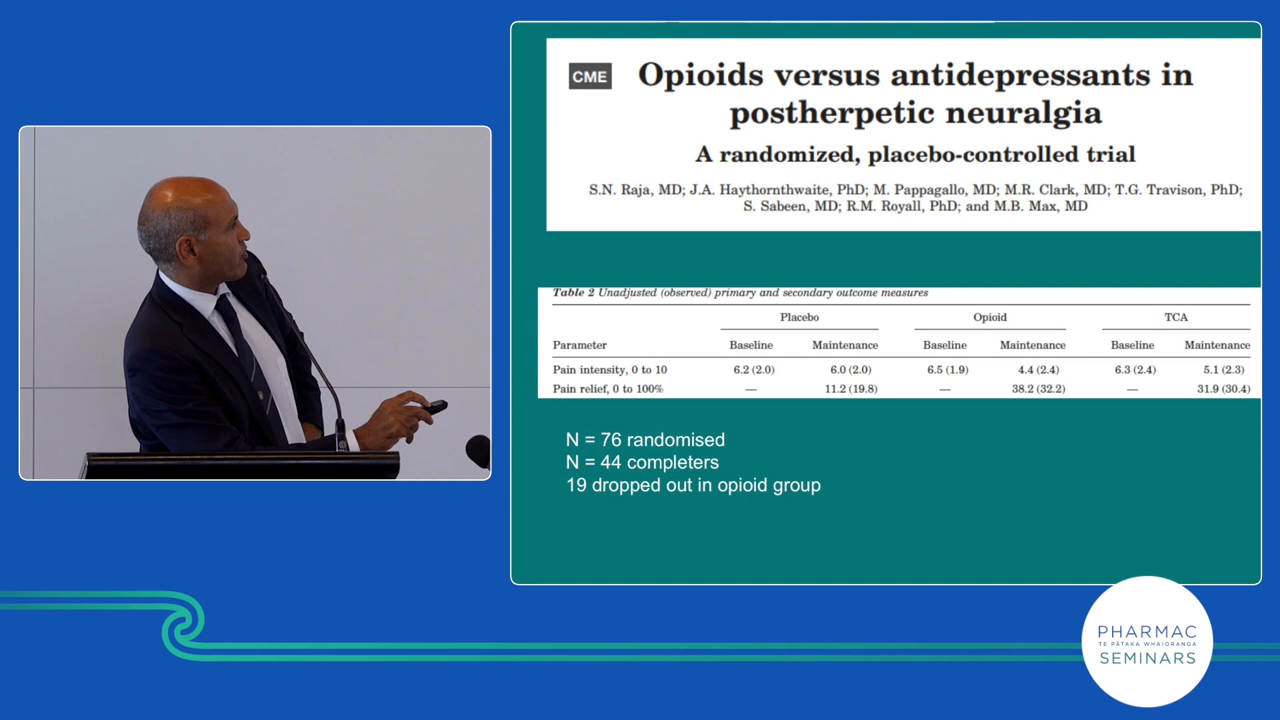 CME
Opioids versus antidepressants in
postherpetic neuralgia
A randomized, placebo-controlled trial
S.N. Raja, MD; J.A. Haythornthwaite, PhD; M. Pappagallo, MD; M.R. Clark, MD; T.G. Travison, PhD;
S. Sabeen, MD; R.M. Royall, PhD; and M.B. Max, MD
Table 2 Unadjusted (observed) primary and secondary outcome measures
Placebo Opioid TCA
Parameter Baseline Maintenance Baseline Maintenance Baseline Maintenance
Pain intensity, 0 to 10 6.2 (2.0) 6.0 (2.0) 6.5 (1.9) 4.4 (2.4) 6.3 (2.4) 5.1 (2.3)
Pain relief, 0 to 100% — 11.2 (19.8) — 38.2 (32.2) — 31.9 (30.4)
N = 76 randomised
N = 44 completers
19 dropped out in opioid group
PHARMAC
TE PĀTAKA WHAIORANGA
SEMINARS